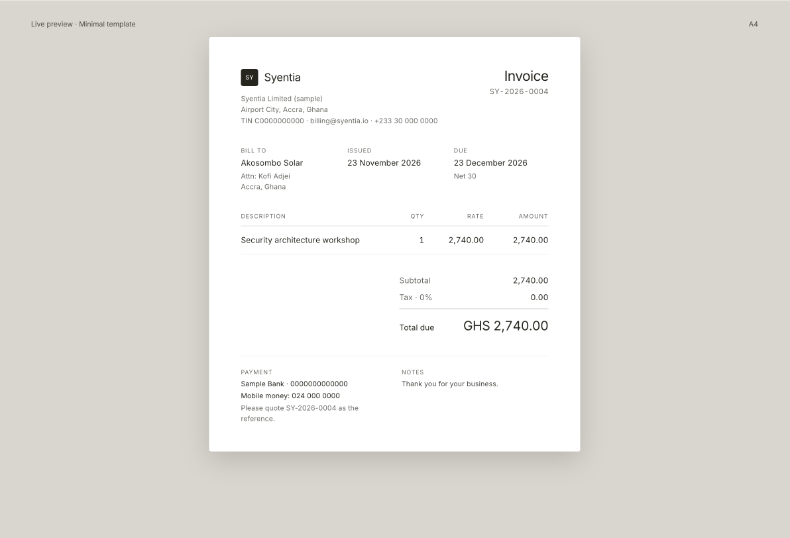 Live preview · Minimal template
A4
SY Syentia
Invoice
SY-2026-0004
Syentia Limited (sample)
Airport City, Accra, Ghana
TIN C0000000000 · billing@syentia.io · +233 30 000 0000
BILL TO
Akosombo Solar
Attn: Kofi Adjei
Accra, Ghana
ISSUED
23 November 2026
DUE
23 December 2026
Net 30
DESCRIPTION QTY RATE AMOUNT
Security architecture workshop 1 2,740.00 2,740.00
Subtotal 2,740.00
Tax · 0% 0.00
Total due GHS 2,740.00
PAYMENT
Sample Bank · 0000000000000
Mobile money: 024 000 0000
Please quote SY-2026-0004 as the
reference.
NOTES
Thank you for your business.